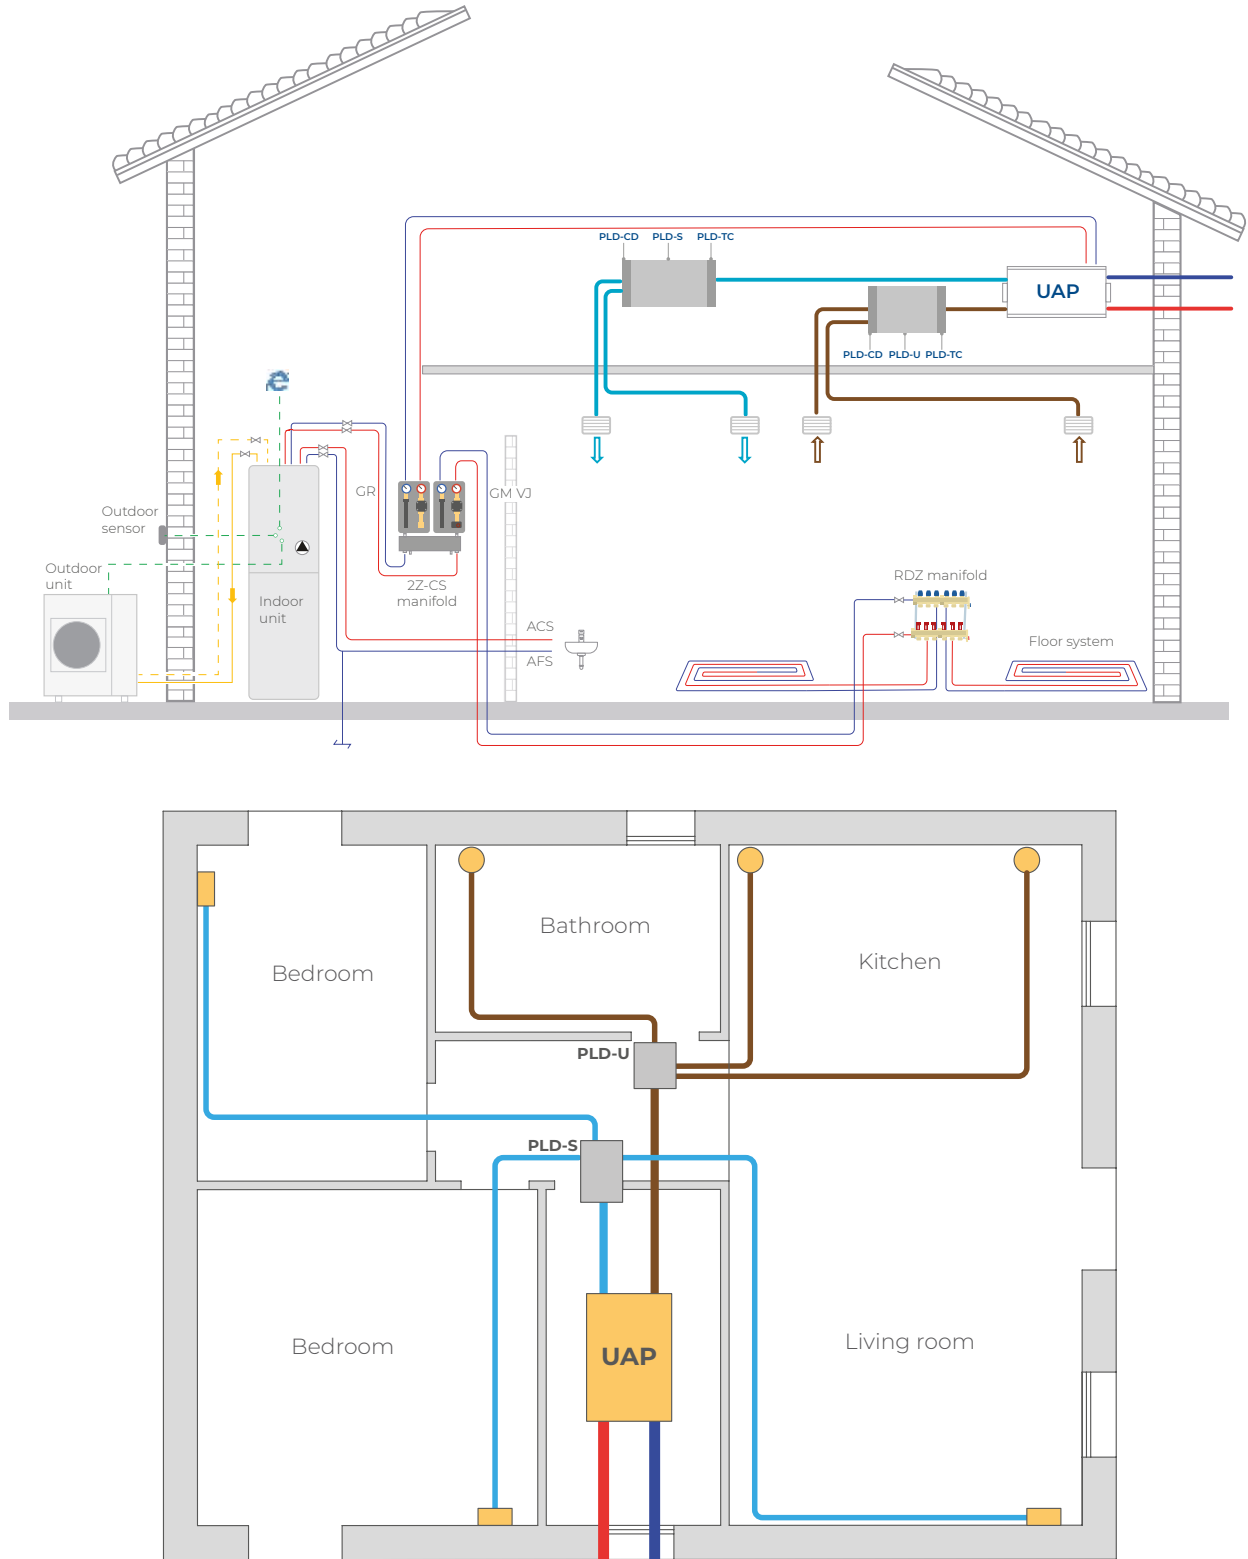 PLD-CD PLD-S PLD-TC
UAP
PLD-CD PLD-U PLD-TC
GR
GM VJ
Outdoor
sensor
Outdoor
unit
Indoor
unit
2Z-CS
manifold
RDZ manifold
ACS
AFS
Floor system
Bathroom
Kitchen
Bedroom
PLD-U
PLD-S
Bedroom
UAP
Living room